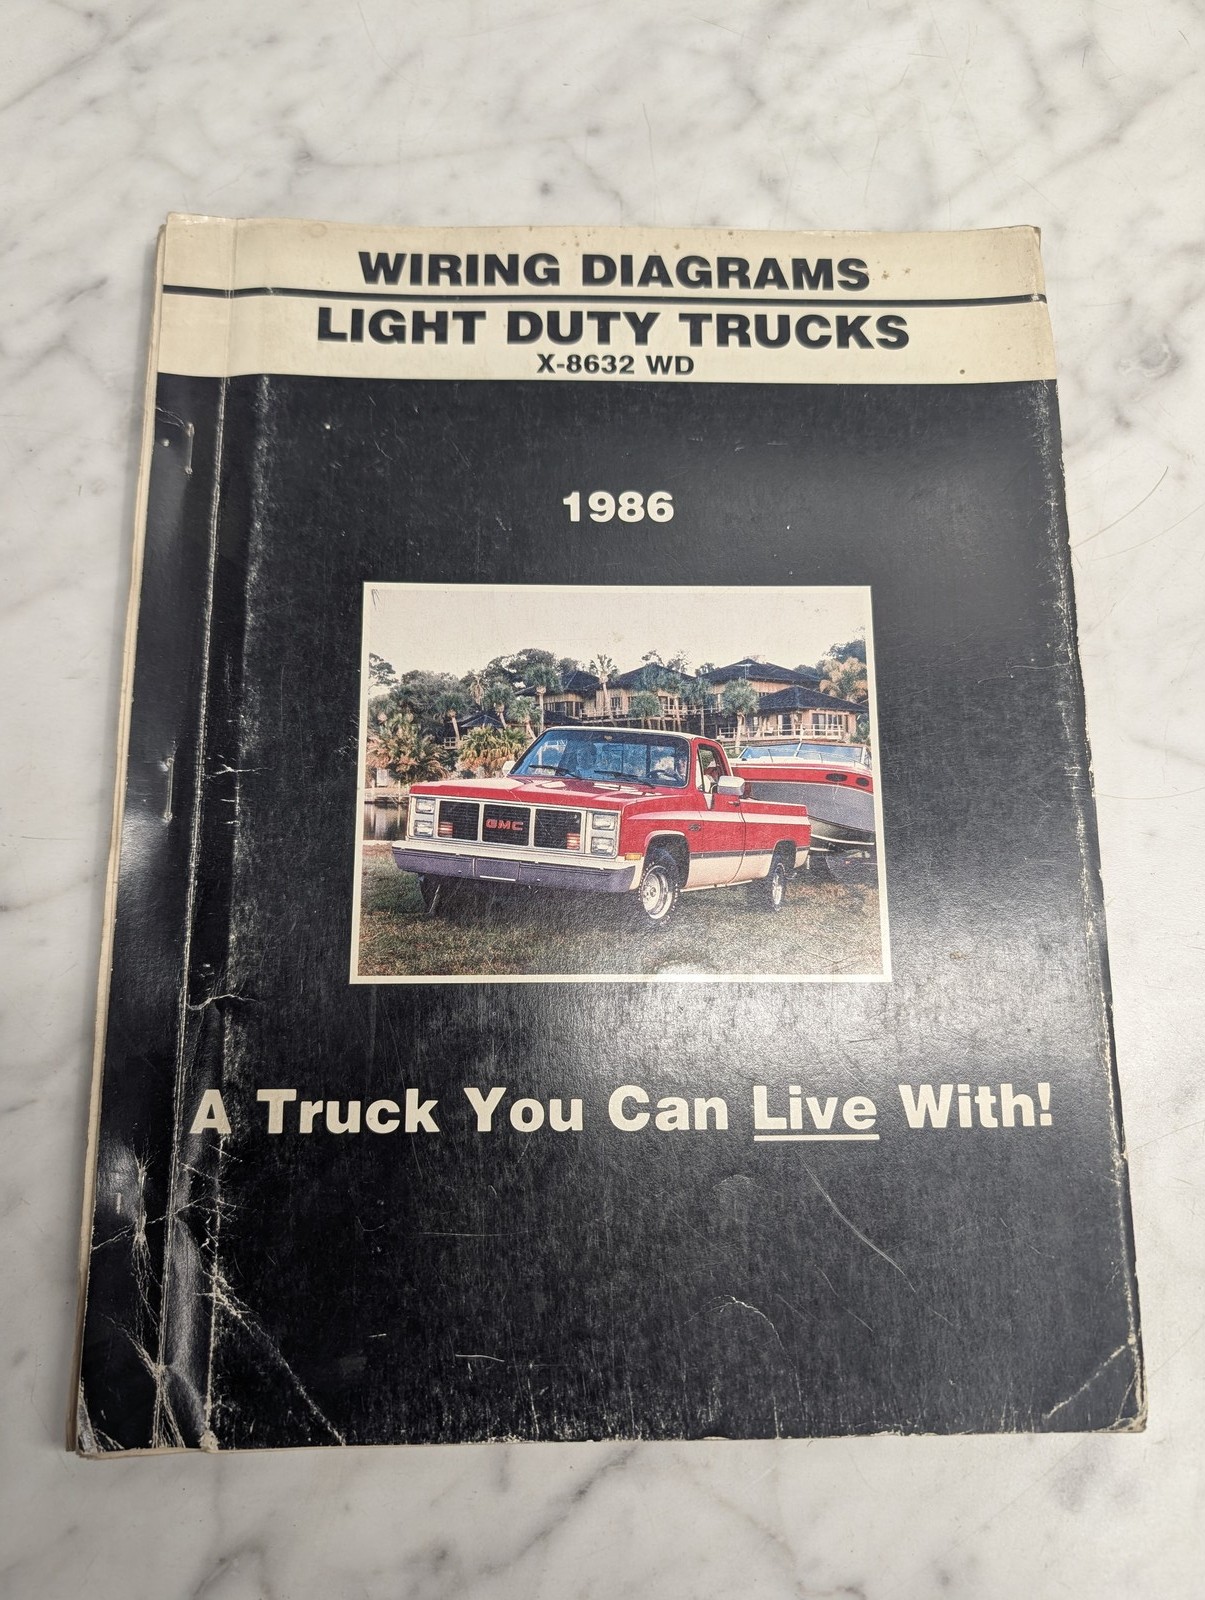 WIRING DIAGRAMS
LIGHT DUTY TRUCKS
X-8632 WD
1986
GMC
A Truck You Can Live With!